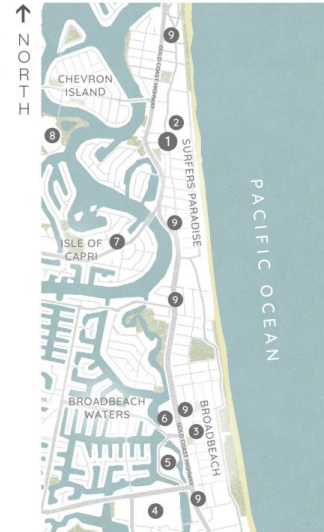 NORTH
9
GOLD COAST HIGHWAY
CHEVRON
ISLAND
2
1
8
SURFERS PARADISE
9
7
ISLE OF
CAPRI
PACIFIC OCEAN
9
BROADBEACH
WATERS
9
6
3
BROADBEACH
GOLD COAST HIGHWAY
5
9
4